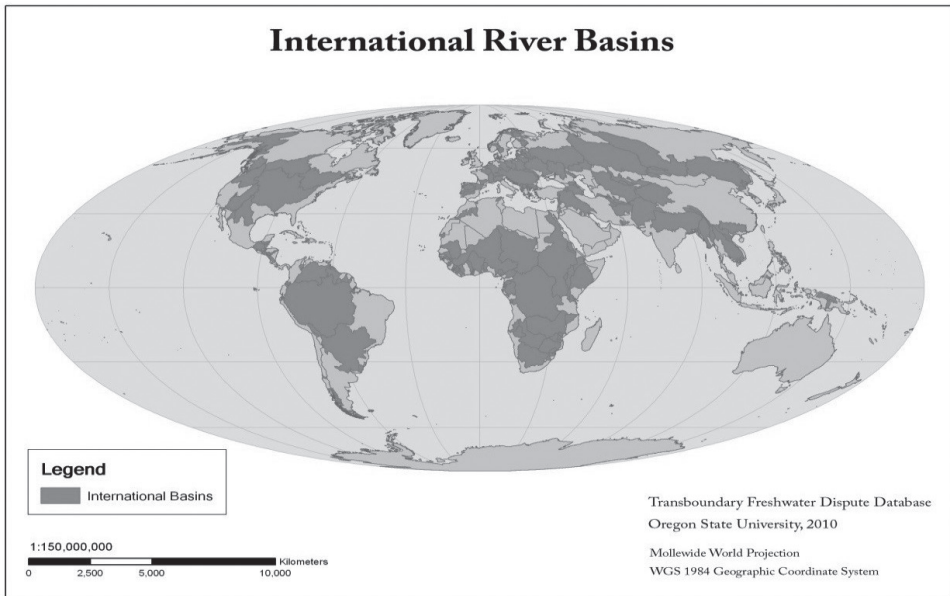 International River Basins
Legend
International Basins
1:150,000,000
Kilometers
0 2,500 5,000 10,000
Transboundary Freshwater Dispute Database
Oregon State University, 2010
Mollewide World Projection
WGS 1984 Geographic Coordinate System